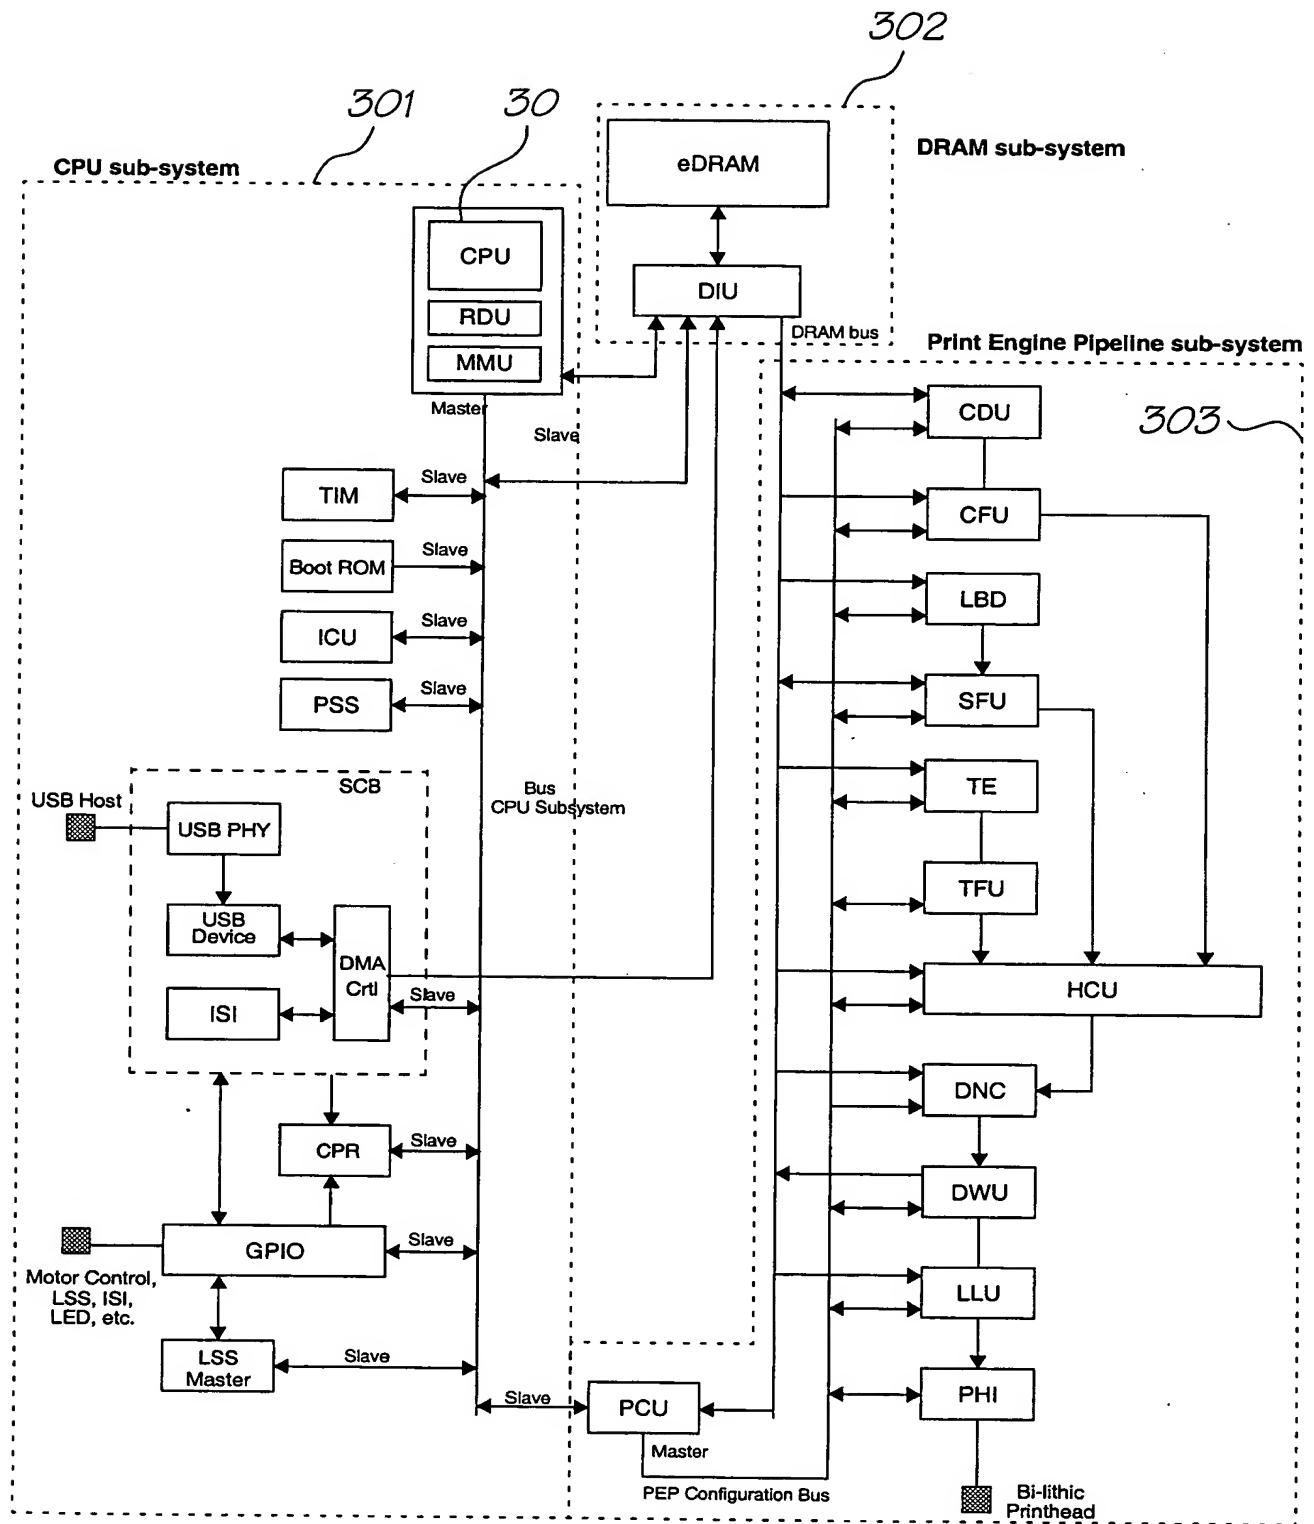 302
301
30
CPU sub-system
eDRAM
DRAM sub-system
CPU
RDU
MMU
DIU
DRAM bus
Print Engine Pipeline sub-system
Master
Slave
303
CDU
TIM
Slave
CFU
Boot ROM
Slave
LBD
ICU
Slave
PSS
Slave
SFU
SCB
Bus
CPU Subsystem
TE
USB Host
USB PHY
TFU
USB
Device
DMA
Crtl
Slave
ISI
HCU
DNC
CPR
Slave
DWU
GPIO
Slave
Motor Control,
LSS, ISI,
LED, etc.
LLU
LSS
Master
Slave
PHI
Slave
PCU
Master
PEP Configuration Bus
Bi-lithic
Printhead